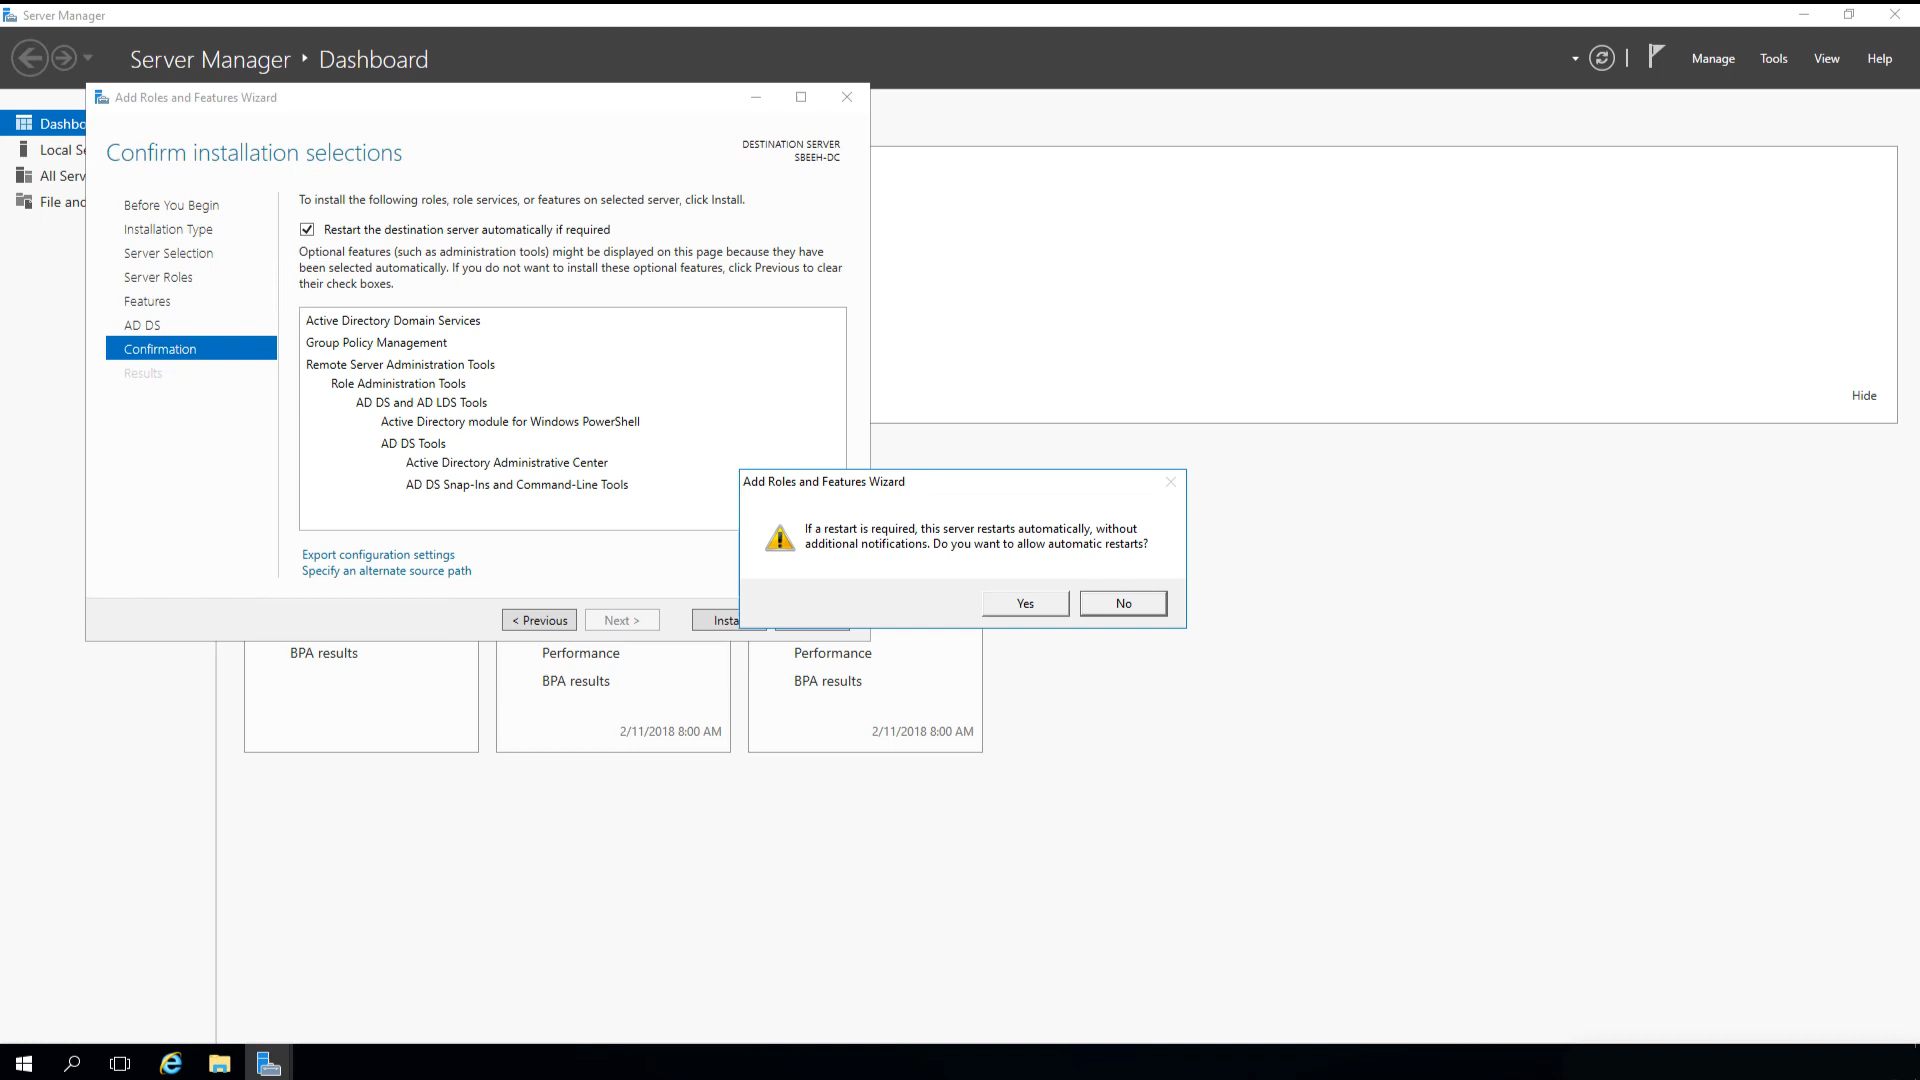 Server Manager
Server Manager ‣ Dashboard
Manage
Tools
View
Help
Add Roles and Features Wizard
Dashbo
Local Se
All Serv
File and
Confirm installation selections
DESTINATION SERVER
SBEEH-DC
Before You Begin
Installation Type
Server Selection
Server Roles
Features
AD DS
Confirmation
Results
To install the following roles, role services, or features on selected server, click Install.
Restart the destination server automatically if required
Optional features (such as administration tools) might be displayed on this page because they have
been selected automatically. If you do not want to install these optional features, click Previous to clear
their check boxes.
Active Directory Domain Services
Group Policy Management
Remote Server Administration Tools
Role Administration Tools
AD DS and AD LDS Tools
Active Directory module for Windows PowerShell
AD DS Tools
Active Directory Administrative Center
AD DS Snap-Ins and Command-Line Tools
Export configuration settings
Specify an alternate source path
< Previous
Next >
Insta
Hide
Add Roles and Features Wizard
If a restart is required, this server restarts automatically, without
additional notifications. Do you want to allow automatic restarts?
Yes
No
BPA results
Performance
BPA results
2/11/2018 8:00 AM
Performance
BPA results
2/11/2018 8:00 AM